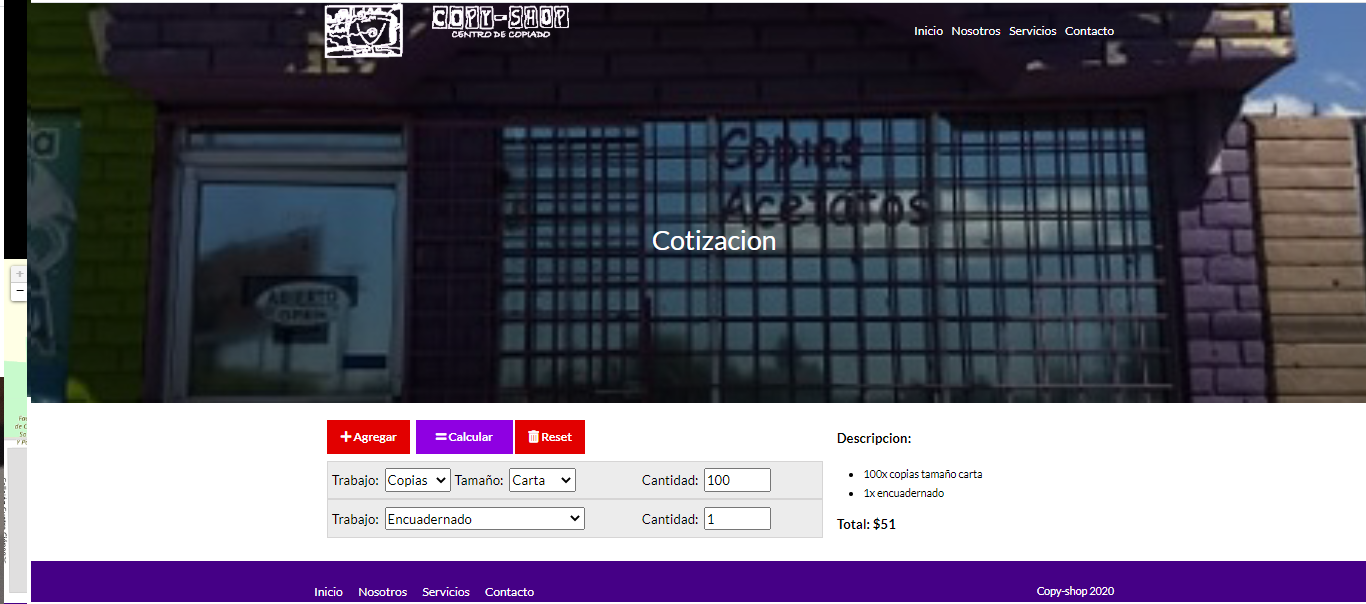 COPY-SHOP
CENTRO DE COPIADO
Inicio Nosotros Servicios Contacto
Copias
Acetatos
Cotizacion
ABIERTO
OPEN
Agregar Calcular Reset
Trabajo: Copias Tamaño: Carta Cantidad: 100
Trabajo: Encuadernado Cantidad: 1
Descripcion:
100x copias tamaño carta
1x encuadernado
Total: $51
Inicio Nosotros Servicios Contacto
Copy-shop 2020